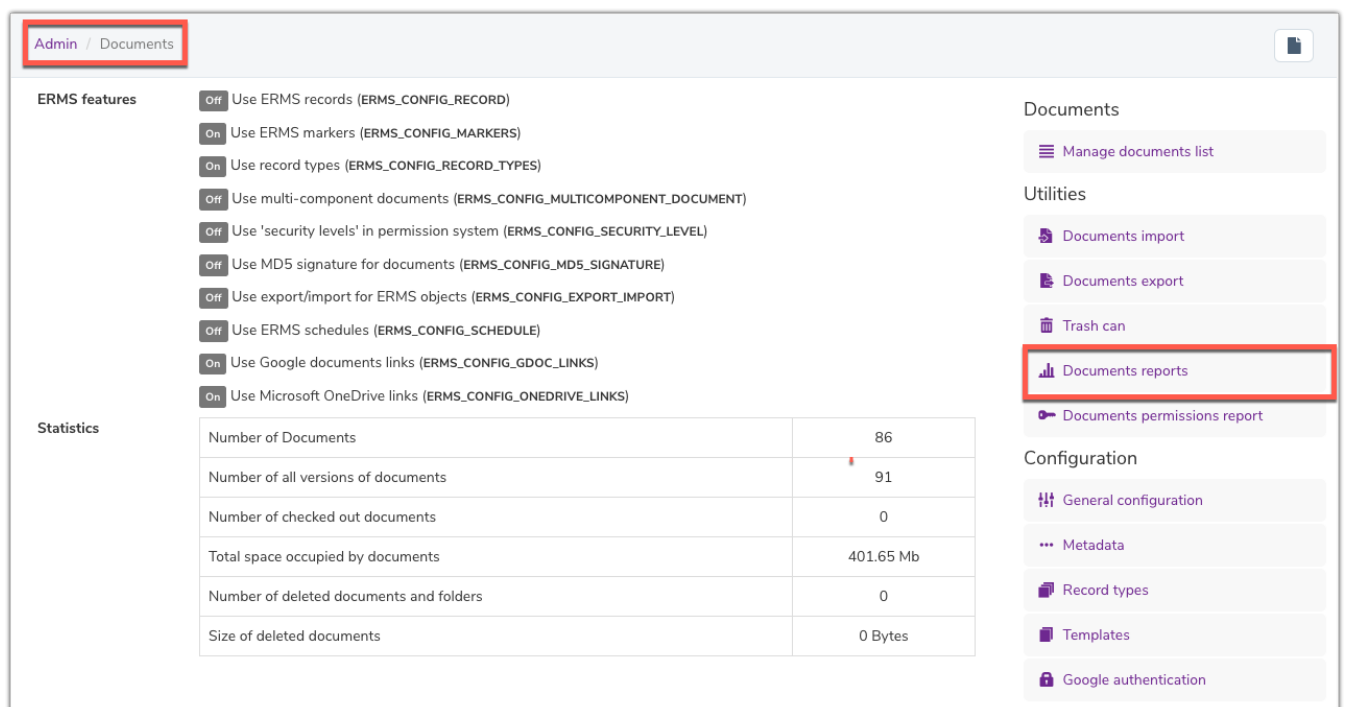 Admin / Documents
ERMS features
Off Use ERMS records (ERMS_CONFIG_RECORD)
On Use ERMS markers (ERMS_CONFIG_MARKERS)
On Use record types (ERMS_CONFIG_RECORD_TYPES)
Off Use multi-component documents (ERMS_CONFIG_MULTICOMPONENT_DOCUMENT)
Off Use 'security levels' in permission system (ERMS_CONFIG_SECURITY_LEVEL)
Off Use MD5 signature for documents (ERMS_CONFIG_MD5_SIGNATURE)
Off Use export/import for ERMS objects (ERMS_CONFIG_EXPORT_IMPORT)
Off Use ERMS schedules (ERMS_CONFIG_SCHEDULE)
On Use Google documents links (ERMS_CONFIG_GDOC_LINKS)
On Use Microsoft OneDrive links (ERMS_CONFIG_ONEDRIVE_LINKS)
Statistics
Number of Documents 86
Number of all versions of documents 91
Number of checked out documents 0
Total space occupied by documents 401.65 Mb
Number of deleted documents and folders 0
Size of deleted documents 0 Bytes
Documents
Manage documents list
Utilities
Documents import
Documents export
Trash can
Documents reports
Documents permissions report
Configuration
General configuration
Metadata
Record types
Templates
Google authentication